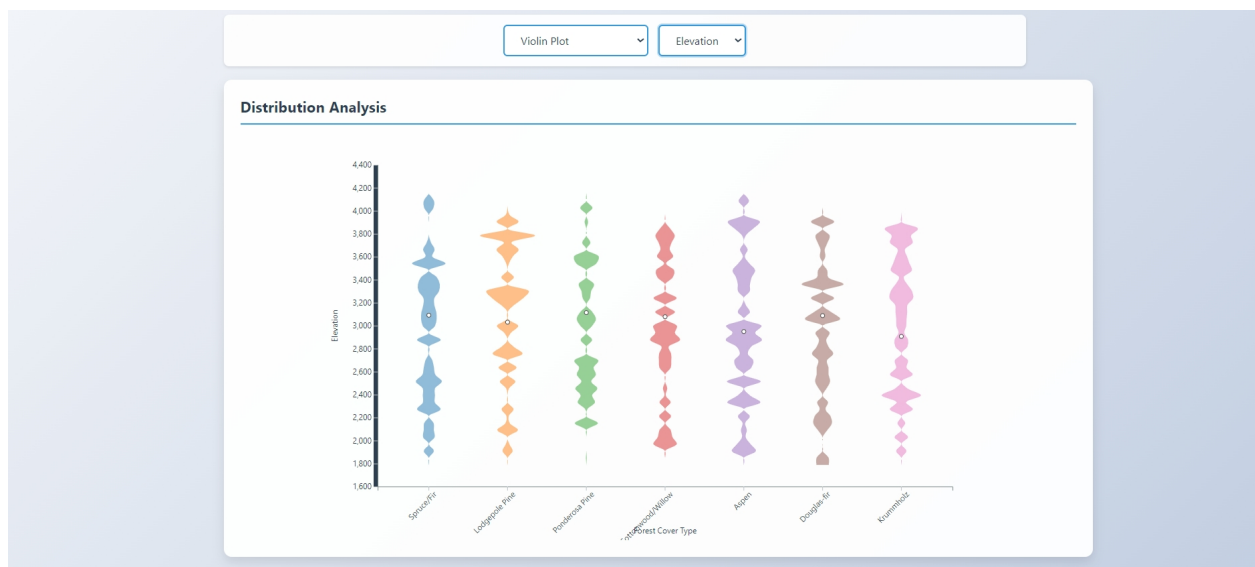 Violin Plot
Elevation
Distribution Analysis
4,400
4,200
4,000
3,800
3,600
3,400
3,200
3,000
2,800
2,600
2,400
2,200
2,000
1,800
1,600
Elevation
Spruce/Fir
Lodgepole Pine
Ponderosa Pine
Cottonwood/Willow
Aspen
Douglas-fir
Krummholz
Forest Cover Type